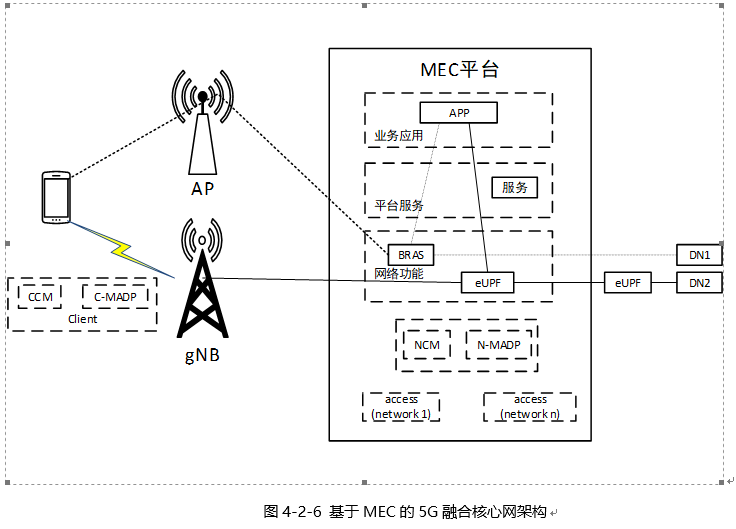 MEC平台
APP
业务应用
服务
平台服务
AP
BRAS
DN1
网络功能
eUPF
eUPF
DN2
CCM
C-MADP
Client
gNB
NCM
N-MADP
access
(network 1)
access
(network n)
图 4-2-6 基于 MEC 的 5G 融合核心网架构